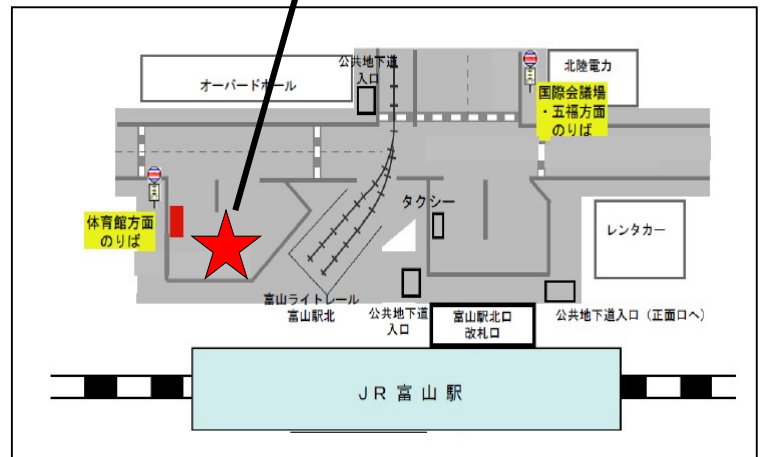 公共地下道
入口
オーバードホール
北陸電力
国際会議場
・五福方面
のりば
体育館方面
のりば
タクシー
レンタカー
富山ライトレール
富山駅北
公共地下道
入口
富山駅北口
改札口
公共地下道入口（正面口へ）
ＪＲ富山駅